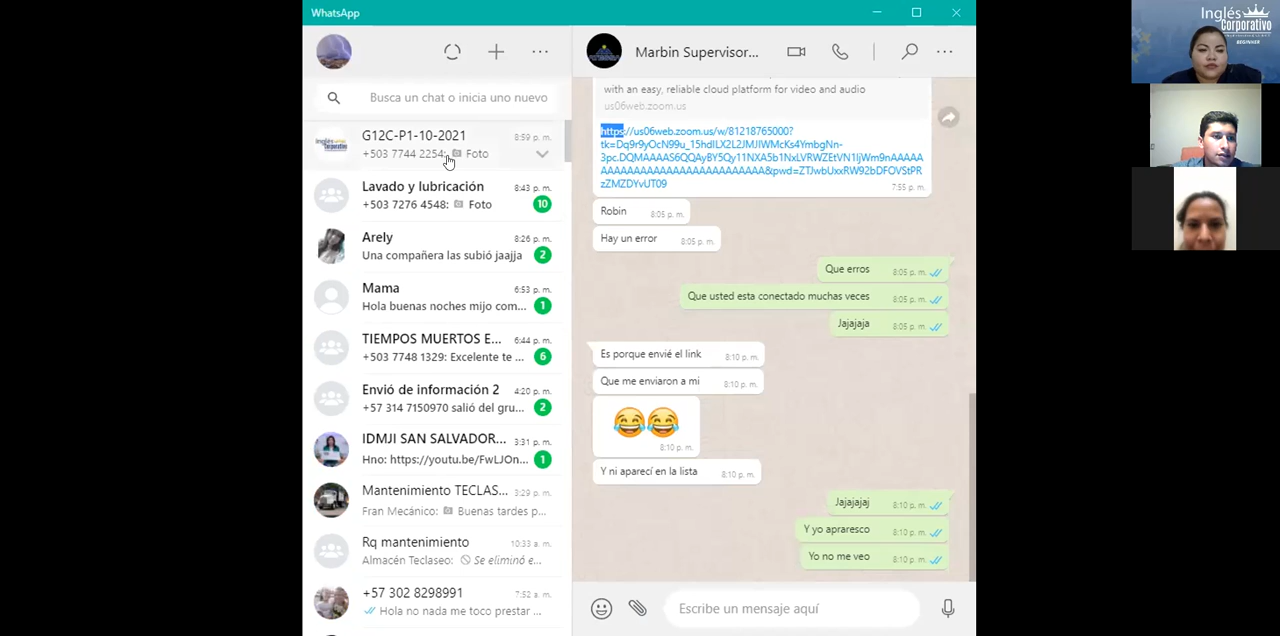 WhatsApp
Busca un chat o inicia uno nuevo
G12C-P1-10-2021
8:59 p. m.
+503 7744 2254: Foto
Lavado y lubricación
8:43 p. m.
+503 7276 4548: Foto
10
Arely
8:26 p. m.
Una compañera las subió jaajja
2
Mama
6:53 p. m.
Hola buenas noches mijo com...
1
TIEMPOS MUERTOS E...
6:44 p. m.
+503 7748 1329: Excelente te ...
6
Envió de información 2
4:20 p. m.
+57 314 7150970 salió del gru...
2
IDMJI SAN SALVADOR...
3:31 p. m.
Hno: https://youtu.be/FwLJOn...
1
Mantenimiento TECLAS...
3:29 p. m.
Fran Mecánico: Buenas tardes p...
Rq mantenimiento
10:33 a. m.
Almacén Teclaseo: Se eliminó e...
+57 302 8298991
7:52 a. m.
Hola no nada me toco prestar ...
Marbin Supervisor...
with an easy, reliable cloud platform for video and audio
us06web.zoom.us
7:55 p. m.
Robin
8:05 p. m.
Hay un error
8:05 p. m.
Que erros
8:05 p. m.
Que usted esta conectado muchas veces
8:05 p. m.
Jajajaja
8:05 p. m.
Es porque envié el link
8:10 p. m.
Que me enviaron a mi
8:10 p. m.
8:10 p. m.
Y ni aparecí en la lista
8:10 p. m.
Jajajajaj
8:10 p. m.
Y yo apraresco
8:10 p. m.
Yo no me veo
8:10 p. m.
Escribe un mensaje aquí
Inglés
Corporativo
BEGINNER